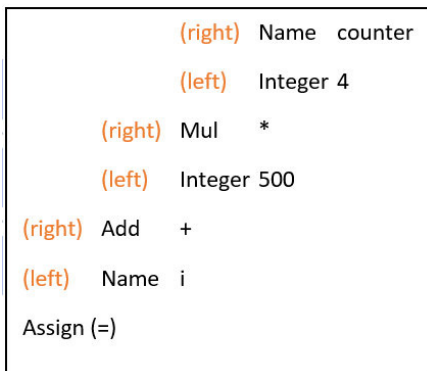 (right) Name counter
(left) Integer 4
(right) Mul *
(left) Integer 500
(right) Add +
(left) Name i
Assign (=)